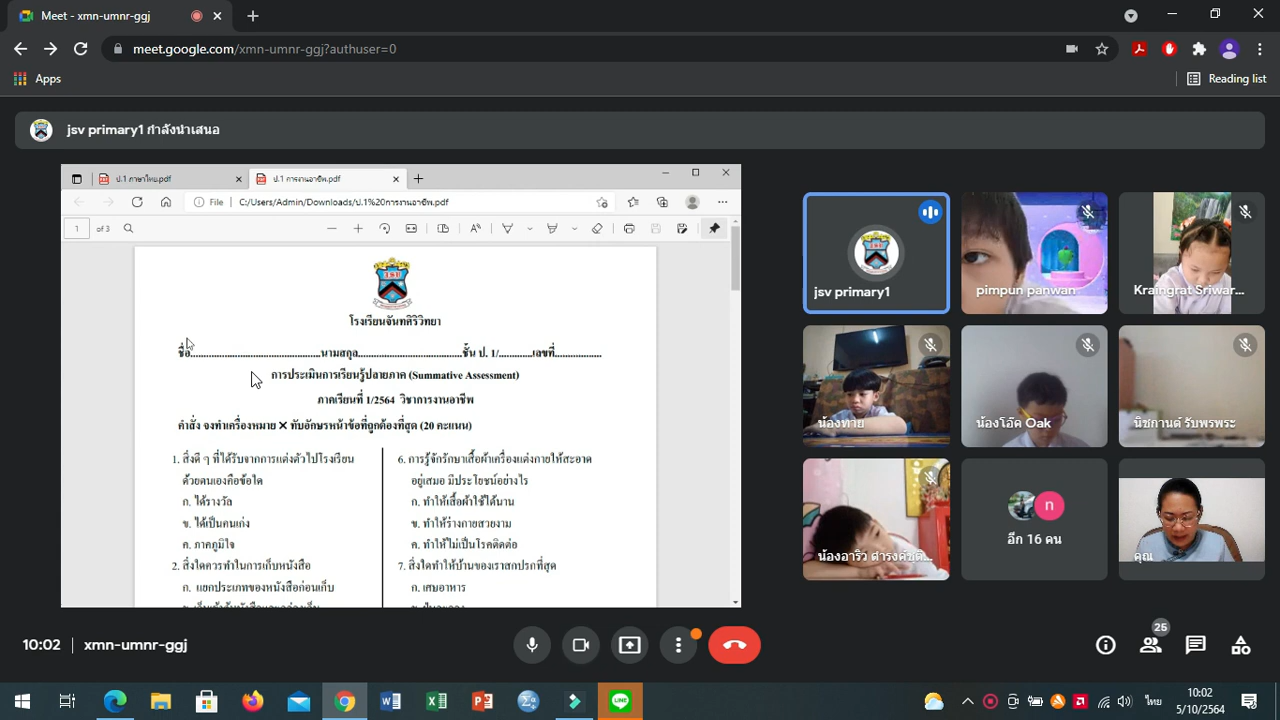 Meet - xmn-umnr-ggj
meet.google.com/xmn-umnr-ggj?authuser=0
Apps
Reading list
jsv primary1 กำลังนำเสนอ
ป.1 ภาษาไทย.pdf
ป.1 การงานอาชีพ.pdf
File
C:/Users/Admin/Downloads/ป.1%20การงานอาชีพ.pdf
1 of 3
โรงเรียนจันทศิริวิทยา
ชื่อ............................................นามสกุล...................................ชั้น ป. 1/...........เลขที่................
การประเมินการเรียนรู้ปลายภาค (Summative Assessment)
ภาคเรียนที่ 1/2564 วิชาการงานอาชีพ
คำสั่ง จงทำเครื่องหมาย ✕ ทับอักษรหน้าข้อที่ถูกต้องที่สุด (20 คะแนน)
1. สิ่งดี ๆ ที่ได้รับจากการแต่งตัวไปโรงเรียน
ด้วยตนเองคือข้อใด
ก. ได้รางวัล
ข. ได้เป็นคนเก่ง
ค. ภาคภูมิใจ
2. สิ่งใดควรทำในการเก็บหนังสือ
ก. แยกประเภทของหนังสือก่อนเก็บ
6. การรู้จักรักษาเสื้อผ้าเครื่องแต่งกายให้สะอาด
อยู่เสมอ มีประโยชน์อย่างไร
ก. ทำให้เสื้อผ้าใช้ได้นาน
ข. ทำให้ร่างกายสวยงาม
ค. ทำให้ไม่เป็นโรคติดต่อ
7. สิ่งใดทำให้บ้านของเราสกปรกที่สุด
ก. เศษอาหาร
jsv primary1
pimpun panwan
Kraingrat Sriwar...
น้องทาย
น้องโอ๊ต Oak
นิชกานต์ รับพรพระ
น้องอาริว
n
อีก 16 คน
คุณ
10:02
xmn-umnr-ggj
25
ไทย
10:02
5/10/2564